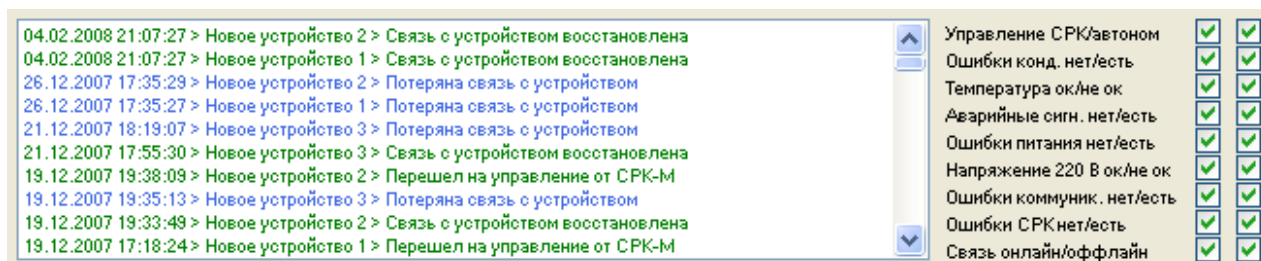 04.02.2008 21:07:27 > Новое устройство 2 > Связь с устройством восстановлена
04.02.2008 21:07:27 > Новое устройство 1 > Связь с устройством восстановлена
26.12.2007 17:35:29 > Новое устройство 2 > Потеряна связь с устройством
26.12.2007 17:35:27 > Новое устройство 1 > Потеряна связь с устройством
21.12.2007 18:19:07 > Новое устройство 3 > Потеряна связь с устройством
21.12.2007 17:55:30 > Новое устройство 3 > Связь с устройством восстановлена
19.12.2007 19:38:09 > Новое устройство 2 > Перешел на управление от СРК-М
19.12.2007 19:35:13 > Новое устройство 3 > Потеряна связь с устройством
19.12.2007 19:33:49 > Новое устройство 2 > Связь с устройством восстановлена
19.12.2007 17:18:24 > Новое устройство 1 > Перешел на управление от СРК-М
Управление СРК/автоном
Ошибки конд. нет/есть
Температура ок/не ок
Аварийные сигн. нет/есть
Ошибки питания нет/есть
Напряжение 220 В ок/не ок
Ошибки коммуник. нет/есть
Ошибки СРК нет/есть
Связь онлайн/оффлайн